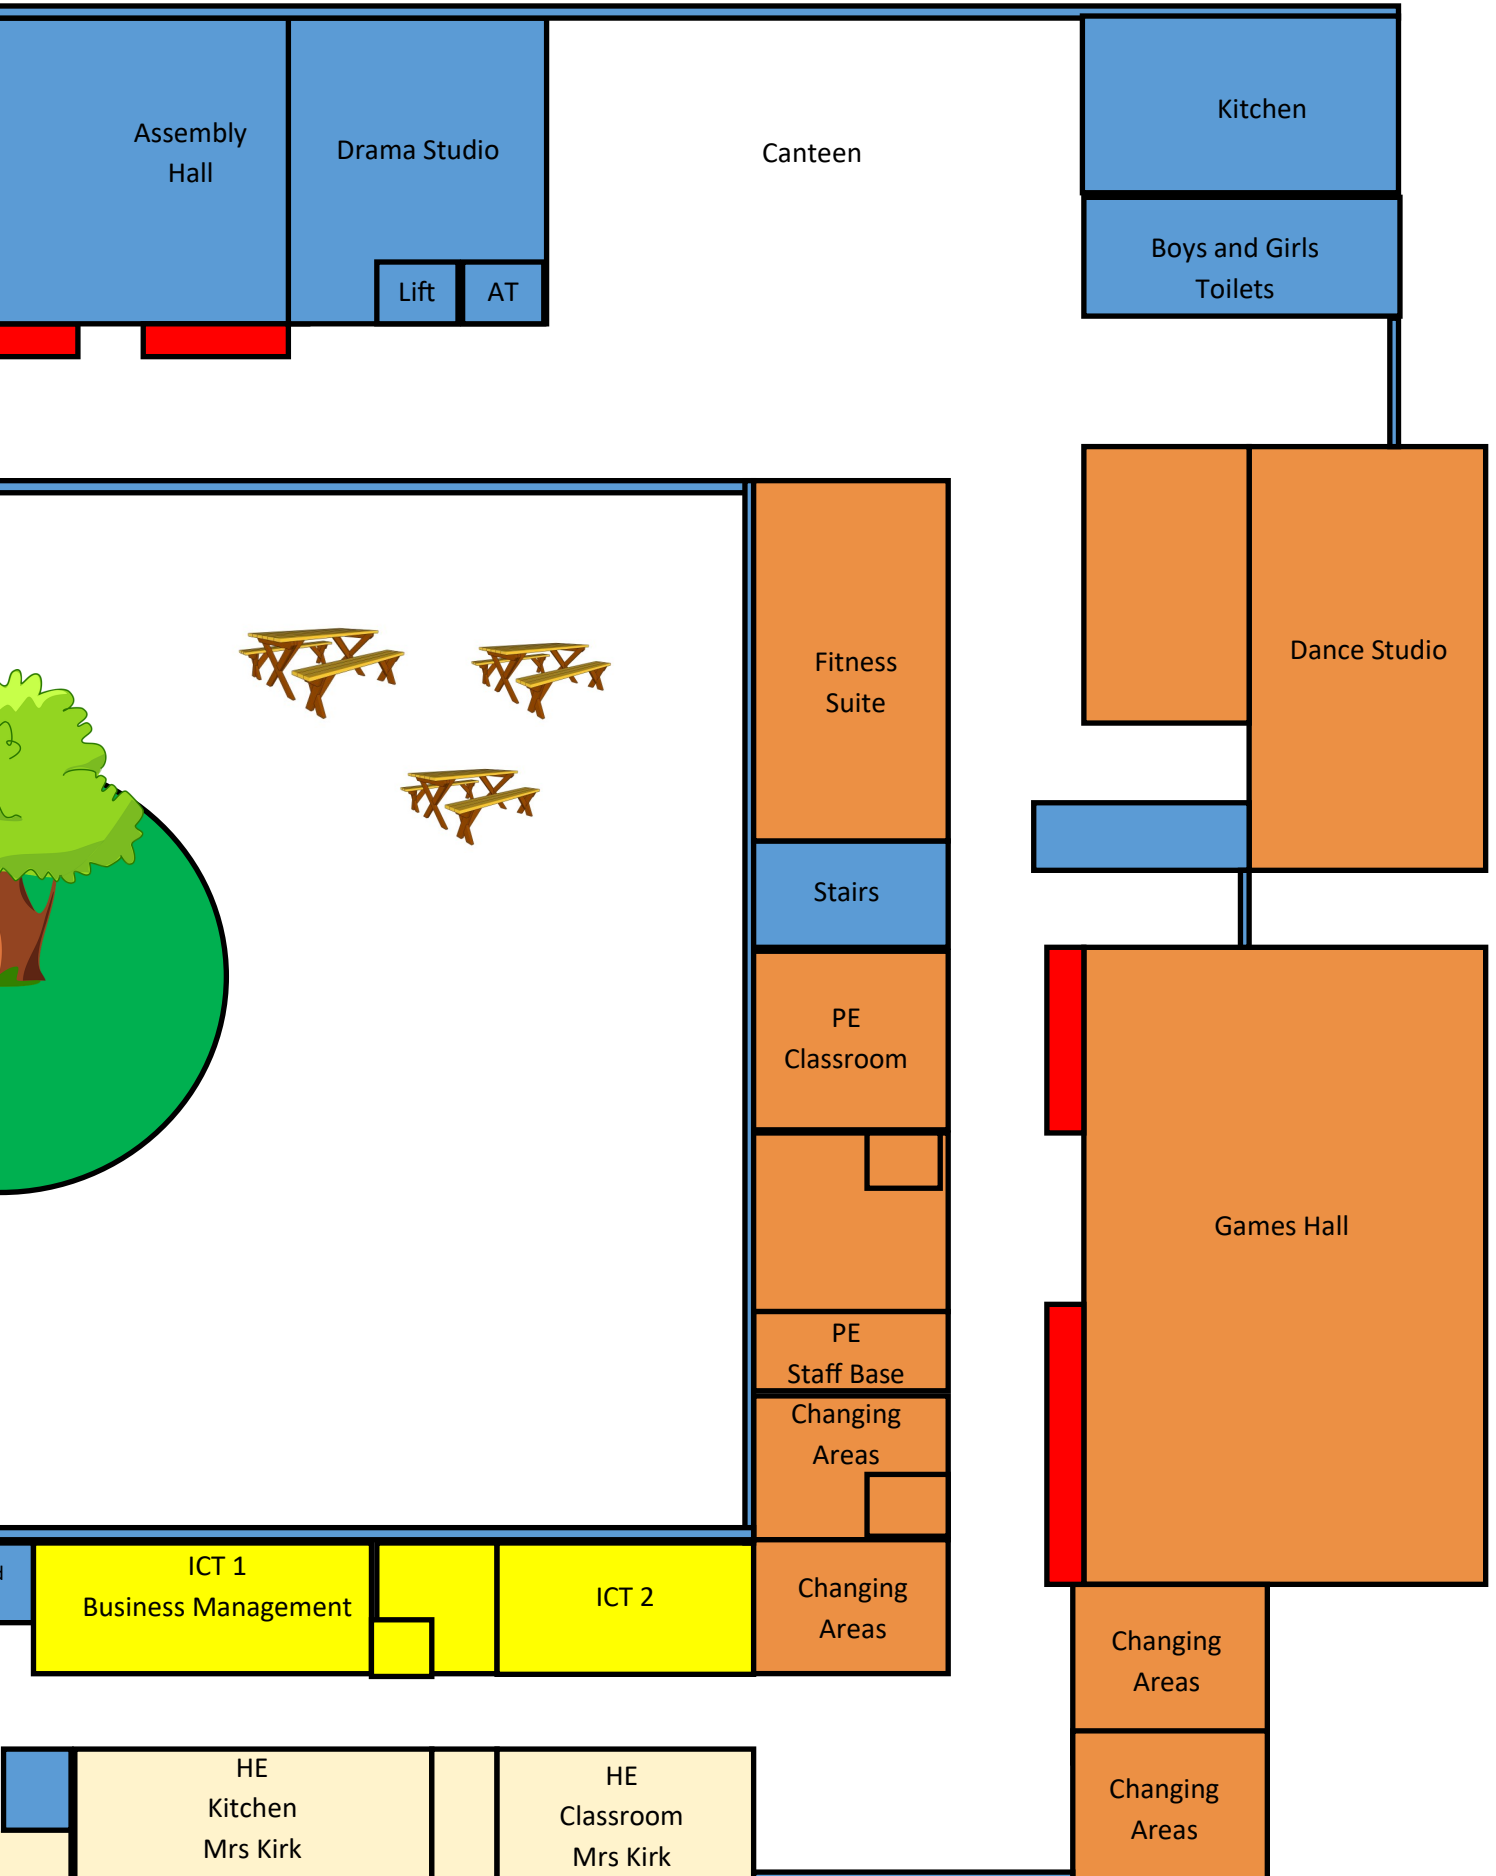 Assembly
Hall
Drama Studio
Canteen
Kitchen
Boys and Girls
Toilets
Lift
AT
Fitness
Suite
Dance Studio
Stairs
PE
Classroom
Games Hall
PE
Staff Base
Changing
Areas
ICT 1
Business Management
ICT 2
Changing
Areas
Changing
Areas
HE
Kitchen
Mrs Kirk
HE
Classroom
Mrs Kirk
Changing
Areas